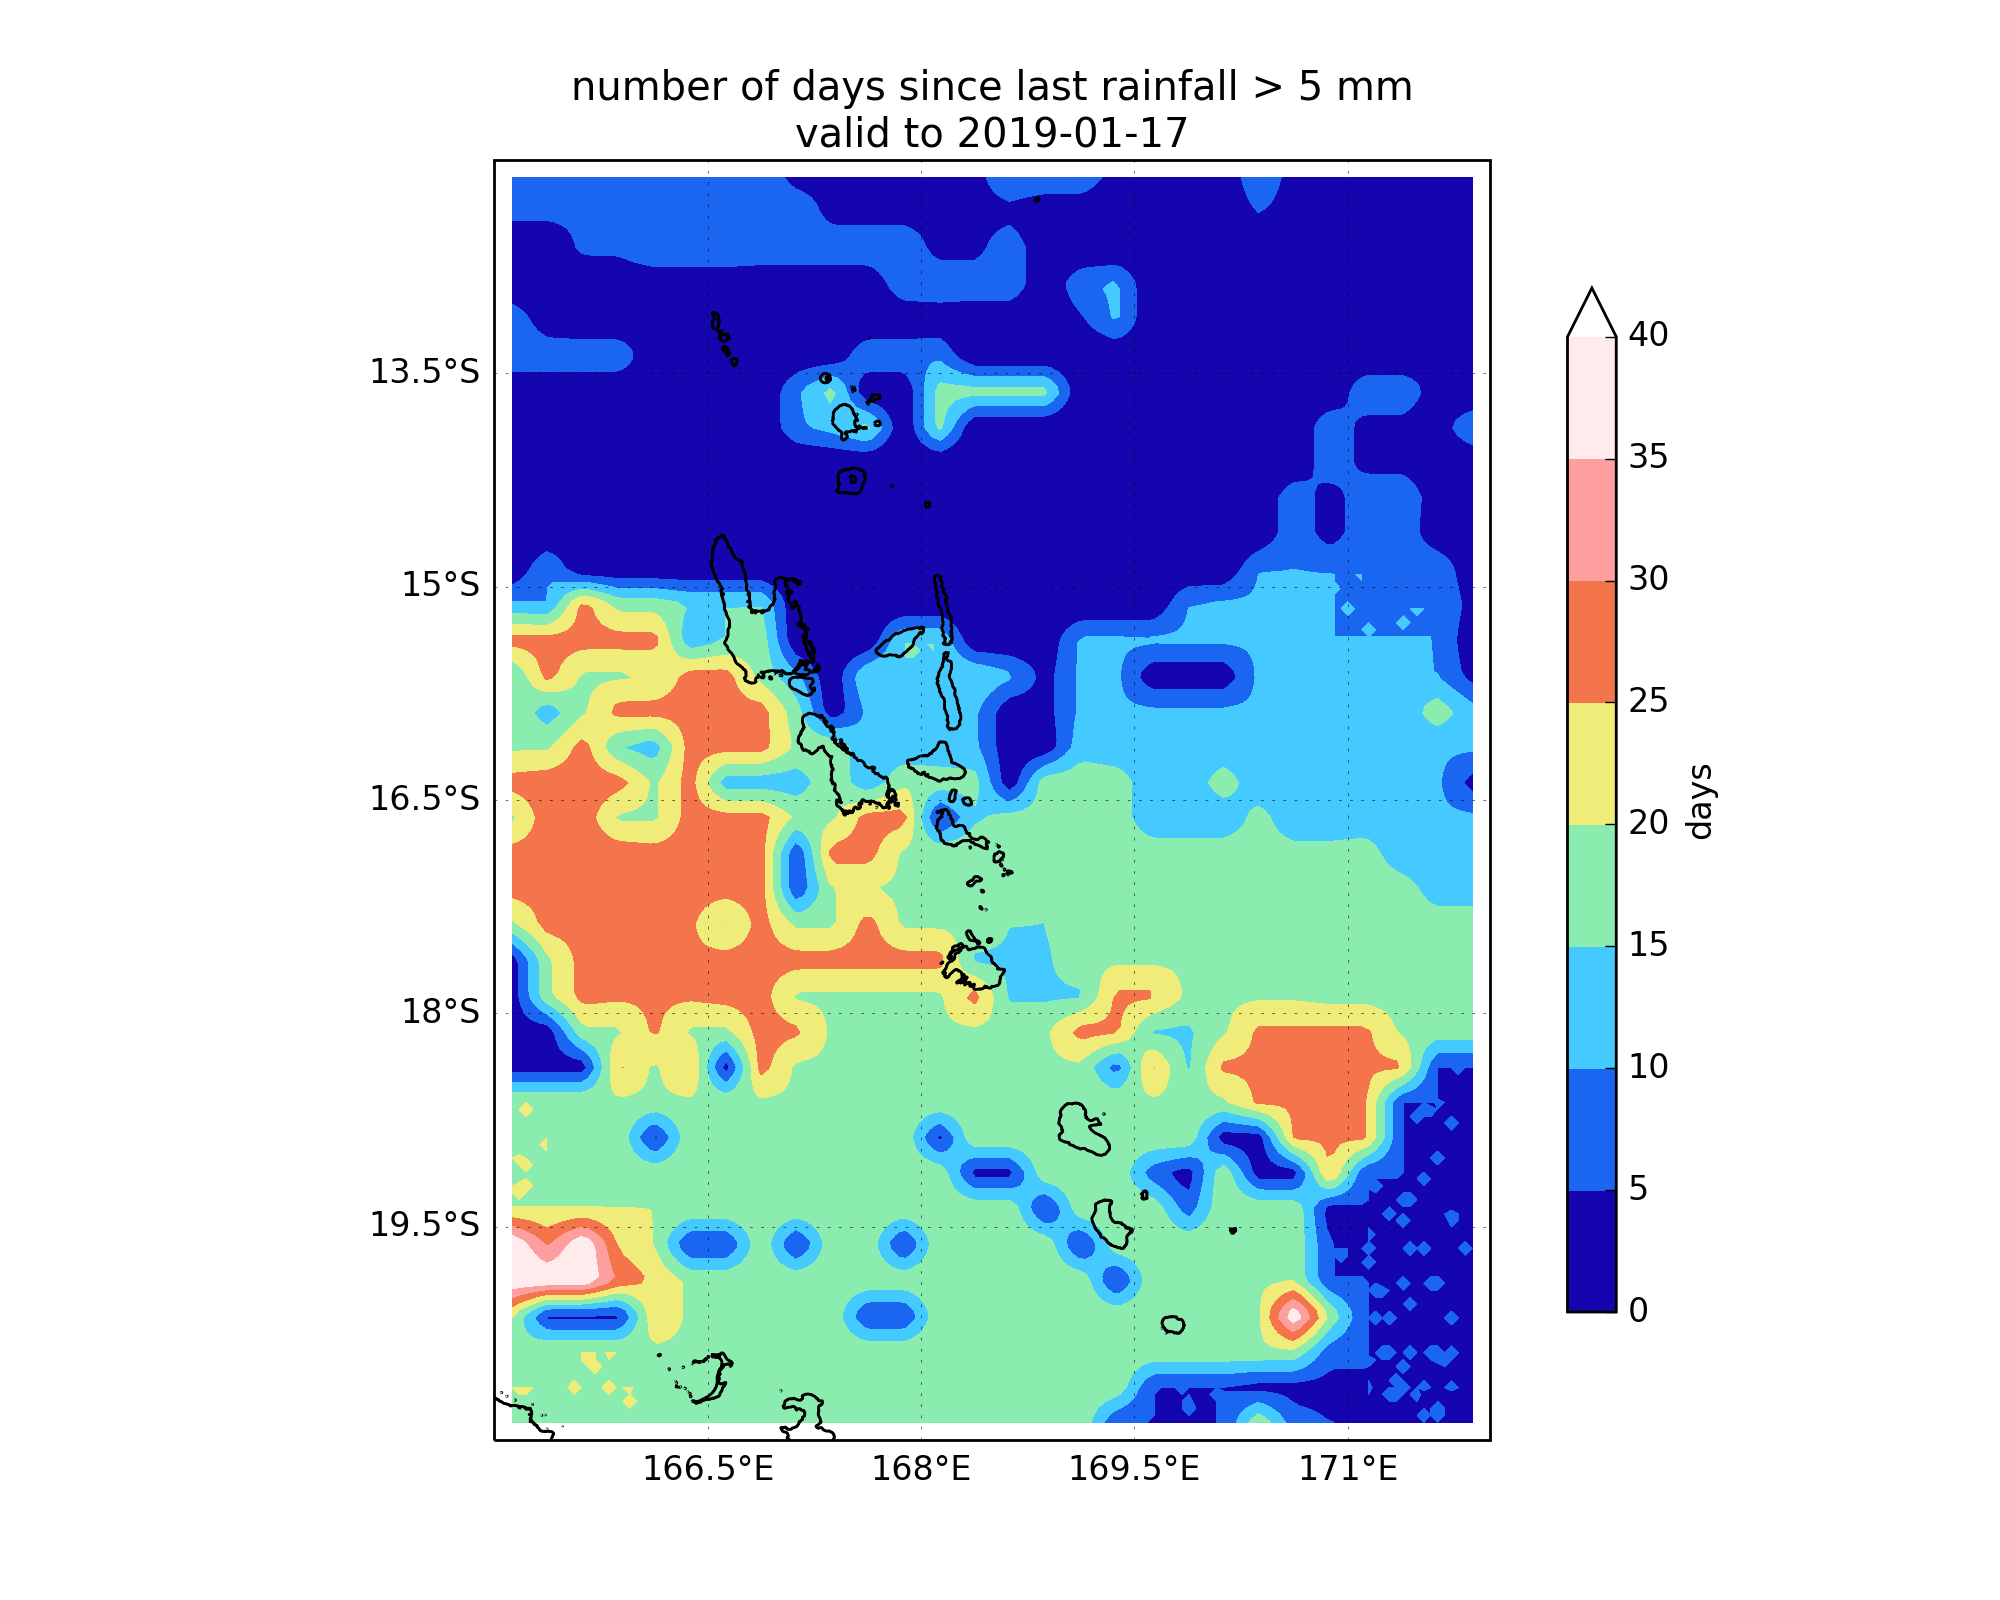 number of days since last rainfall > 5 mm
valid to 2019-01-17
13.5°S
15°S
16.5°S
18°S
19.5°S
166.5°E
168°E
169.5°E
171°E
40
35
30
25
20
15
10
5
0
days